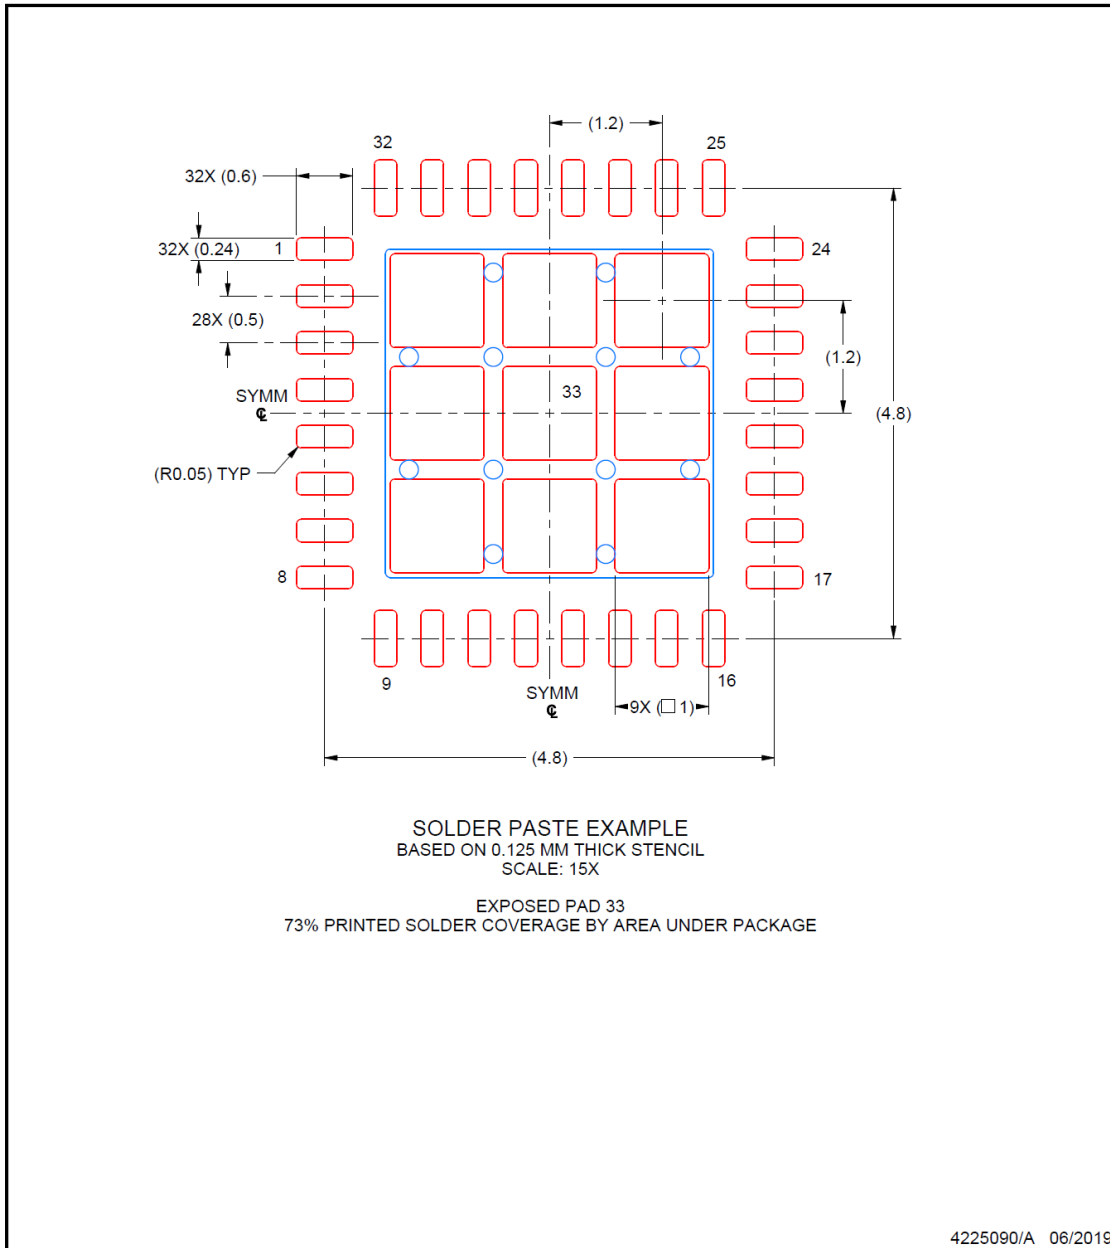 (1.2)
32
25
32X (0.6)
32X (0.24)
1
24
28X (0.5)
(1.2)
SYMM
℄
33
(4.8)
(R0.05) TYP
8
17
9
16
SYMM
℄
9X (□ 1)
(4.8)
SOLDER PASTE EXAMPLE
BASED ON 0.125 MM THICK STENCIL
SCALE: 15X
EXPOSED PAD 33
73% PRINTED SOLDER COVERAGE BY AREA UNDER PACKAGE
4225090/A 06/2019